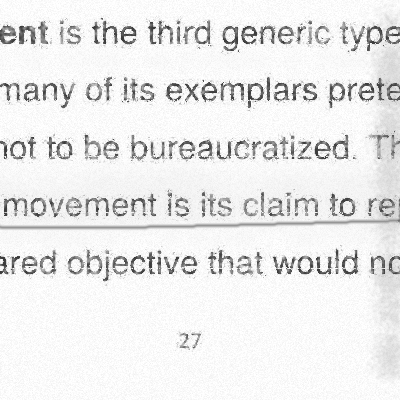 ent is the third generic type
many of its exemplars prete
not to be bureaucratized. Th
movement is its claim to rep
ared objective that would no
27